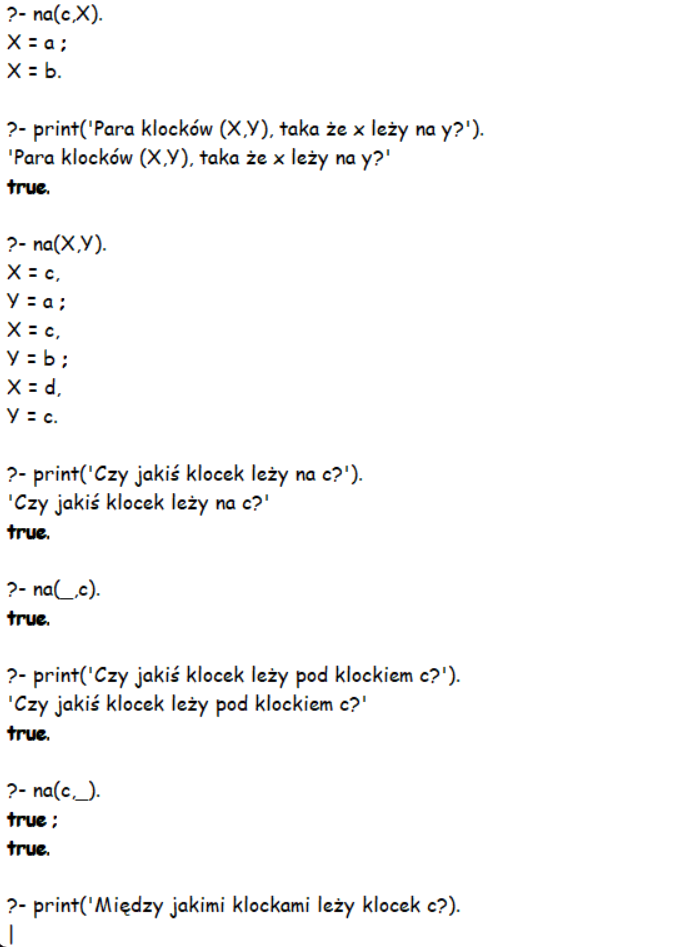 ?- na(c,X).
X = a ;
X = b.
?- print('Para klocków (X,Y), taka że x leży na y?').
'Para klocków (X,Y), taka że x leży na y?'
true.
?- na(X,Y).
X = c,
Y = a ;
X = c,
Y = b ;
X = d,
Y = c.
?- print('Czy jakiś klocek leży na c?').
'Czy jakiś klocek leży na c?'
true.
?- na(_,c).
true.
?- print('Czy jakiś klocek leży pod klockiem c?').
'Czy jakiś klocek leży pod klockiem c?'
true.
?- na(c,_).
true ;
true.
?- print('Między jakimi klockami leży klocek c?).
|